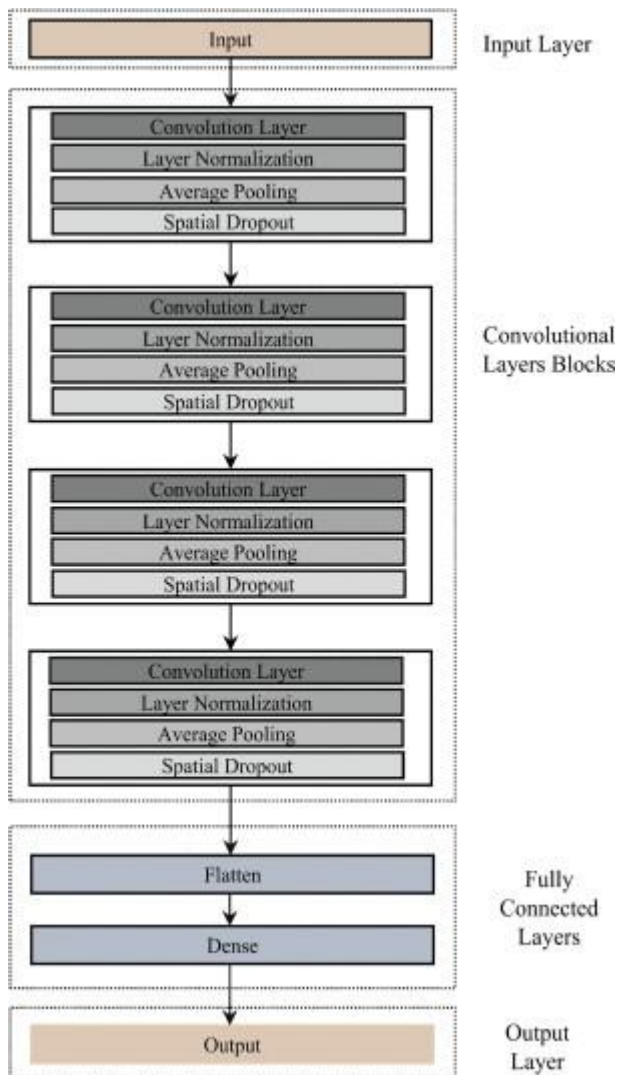 Input
Input Layer
Convolution Layer
Layer Normalization
Average Pooling
Spatial Dropout
Convolution Layer
Layer Normalization
Average Pooling
Spatial Dropout
Convolutional
Layers Blocks
Convolution Layer
Layer Normalization
Average Pooling
Spatial Dropout
Convolution Layer
Layer Normalization
Average Pooling
Spatial Dropout
Flatten
Dense
Fully
Connected
Layers
Output
Output
Layer